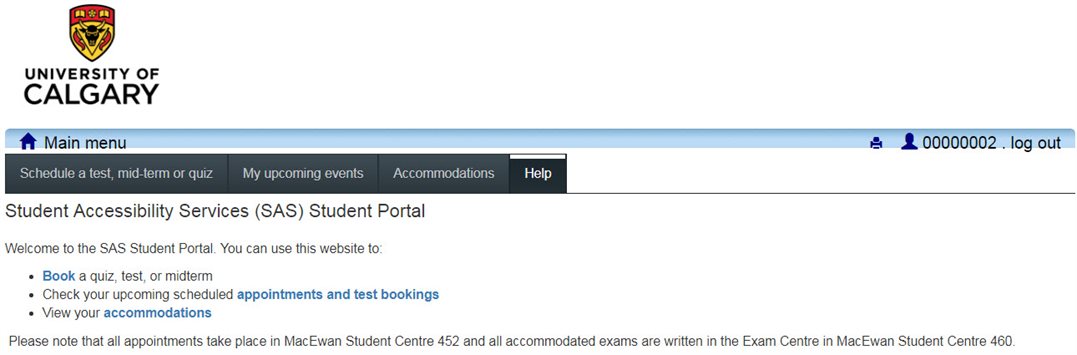 UNIVERSITY OF
CALGARY
Main menu
00000002 . log out
Schedule a test, mid-term or quiz
My upcoming events
Accommodations
Help
Student Accessibility Services (SAS) Student Portal
Welcome to the SAS Student Portal. You can use this website to:
• Book a quiz, test, or midterm
• Check your upcoming scheduled appointments and test bookings
• View your accommodations
Please note that all appointments take place in MacEwan Student Centre 452 and all accommodated exams are written in the Exam Centre in MacEwan Student Centre 460.